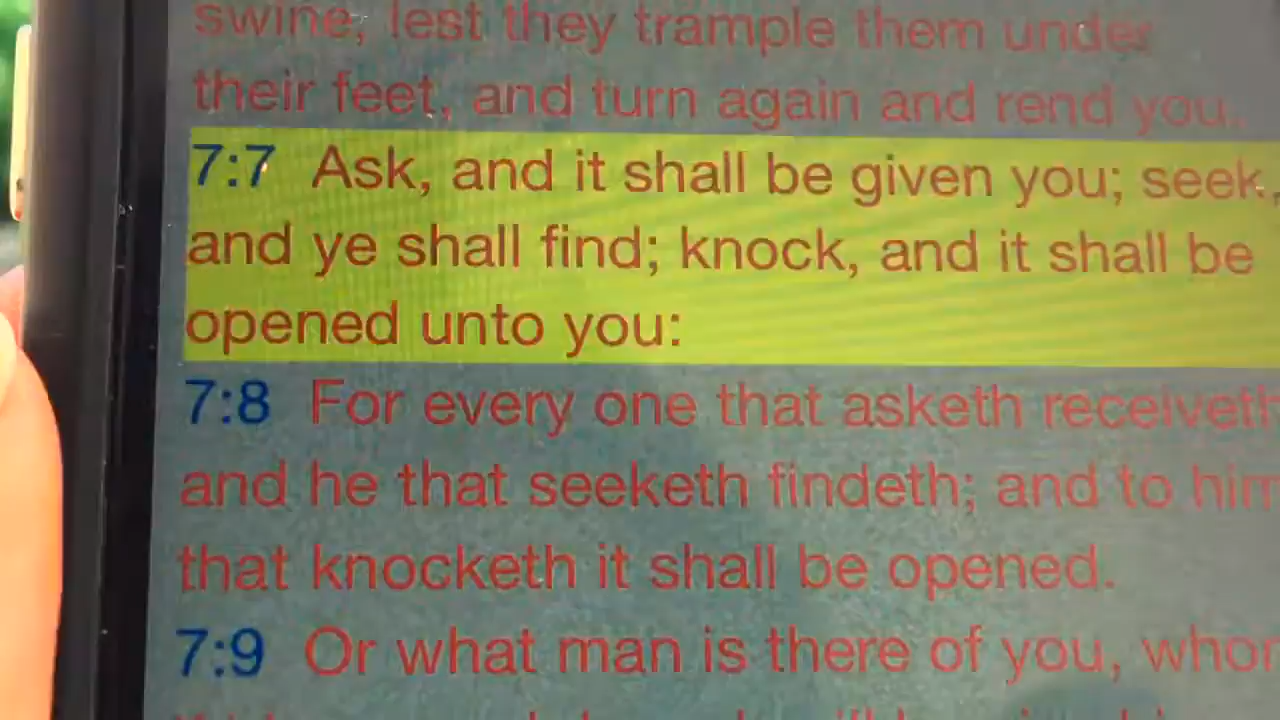 swine, lest they trample them under
their feet, and turn again and rend you.
7:7 Ask, and it shall be given you; seek,
and ye shall find; knock, and it shall be
opened unto you:
7:8 For every one that asketh receiveth
and he that seeketh findeth; and to him
that knocketh it shall be opened.
7:9 Or what man is there of you, whom